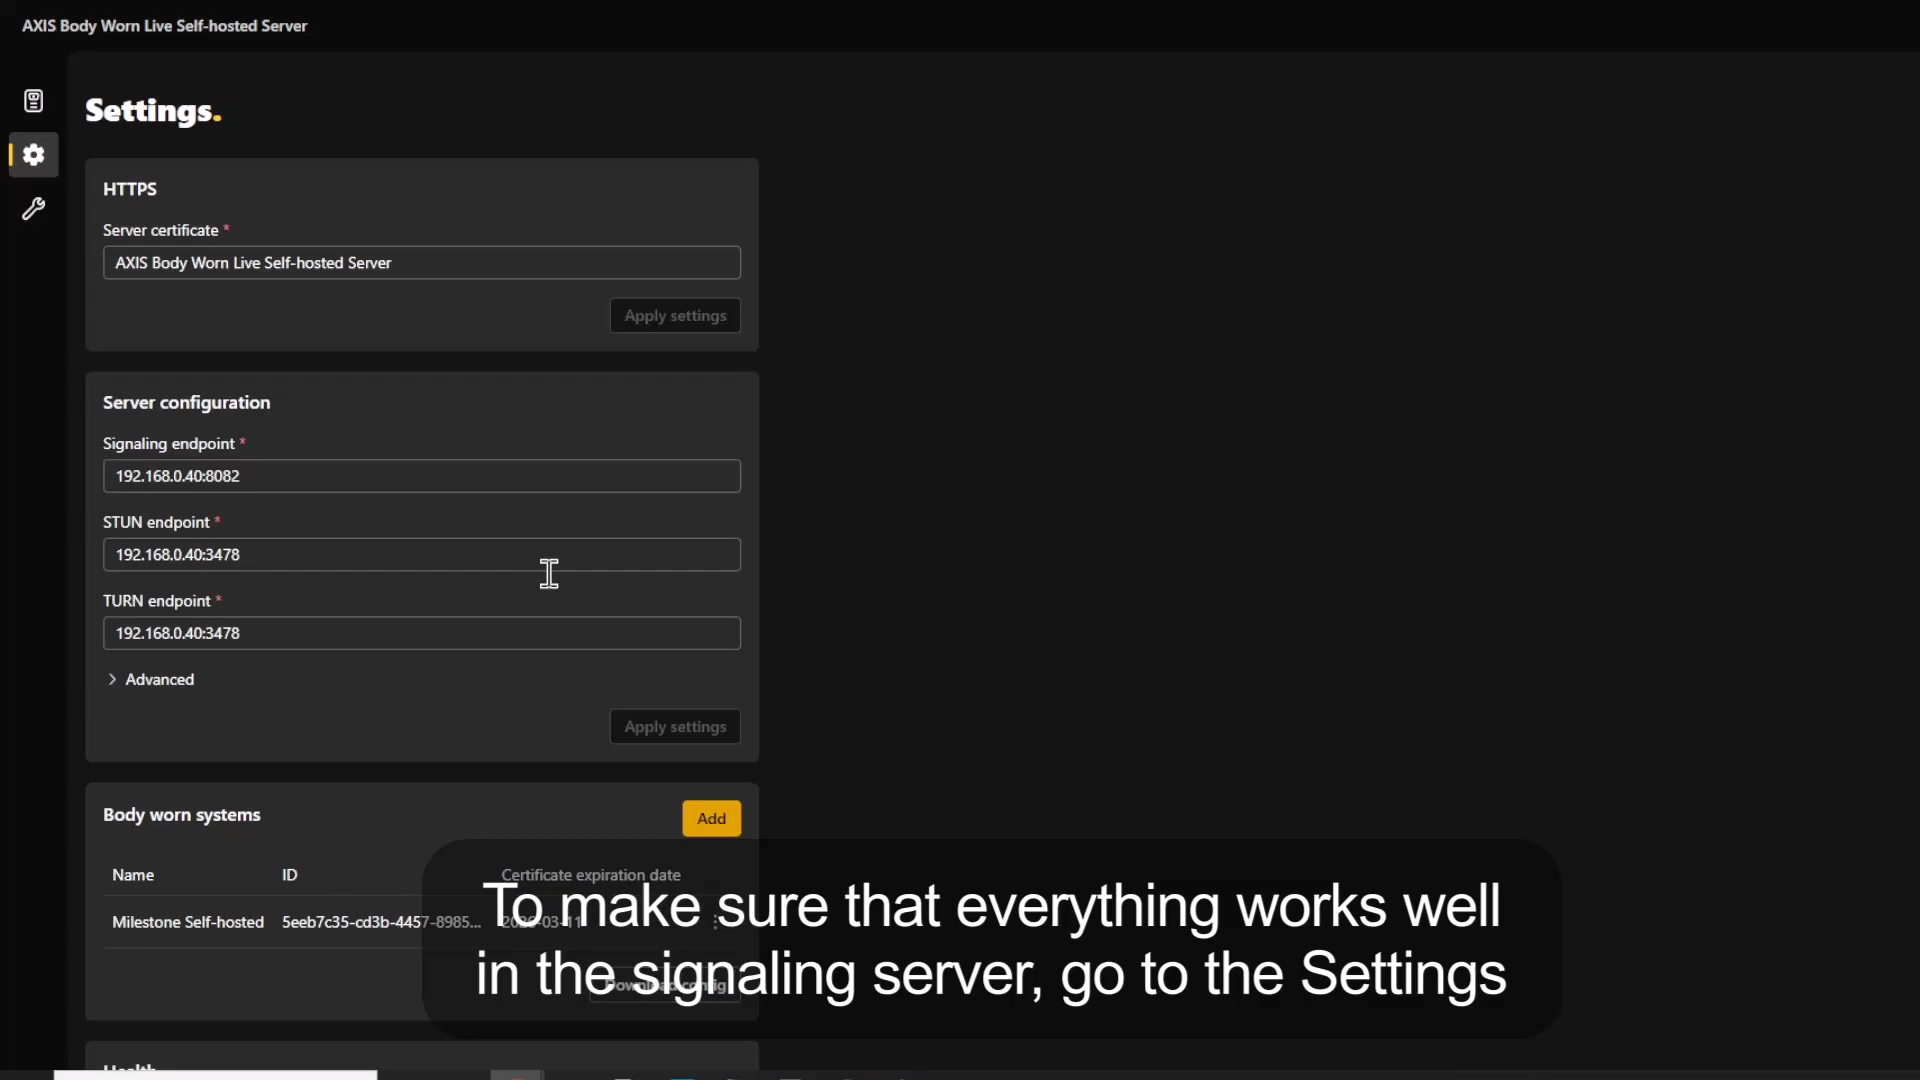 AXIS Body Worn Live Self-hosted Server
Settings.
HTTPS
Server certificate *
AXIS Body Worn Live Self-hosted Server
Apply settings
Server configuration
Signaling endpoint *
192.168.0.40:8082
STUN endpoint *
192.168.0.40:3478
TURN endpoint *
192.168.0.40:3478
Advanced
Apply settings
Body worn systems
Add
Name ID Certificate expiration date
Milestone Self-hosted 5eeb7c35-cd3b-4457-8985...
Download config
To make sure that everything works well
in the signaling server, go to the Settings
Health